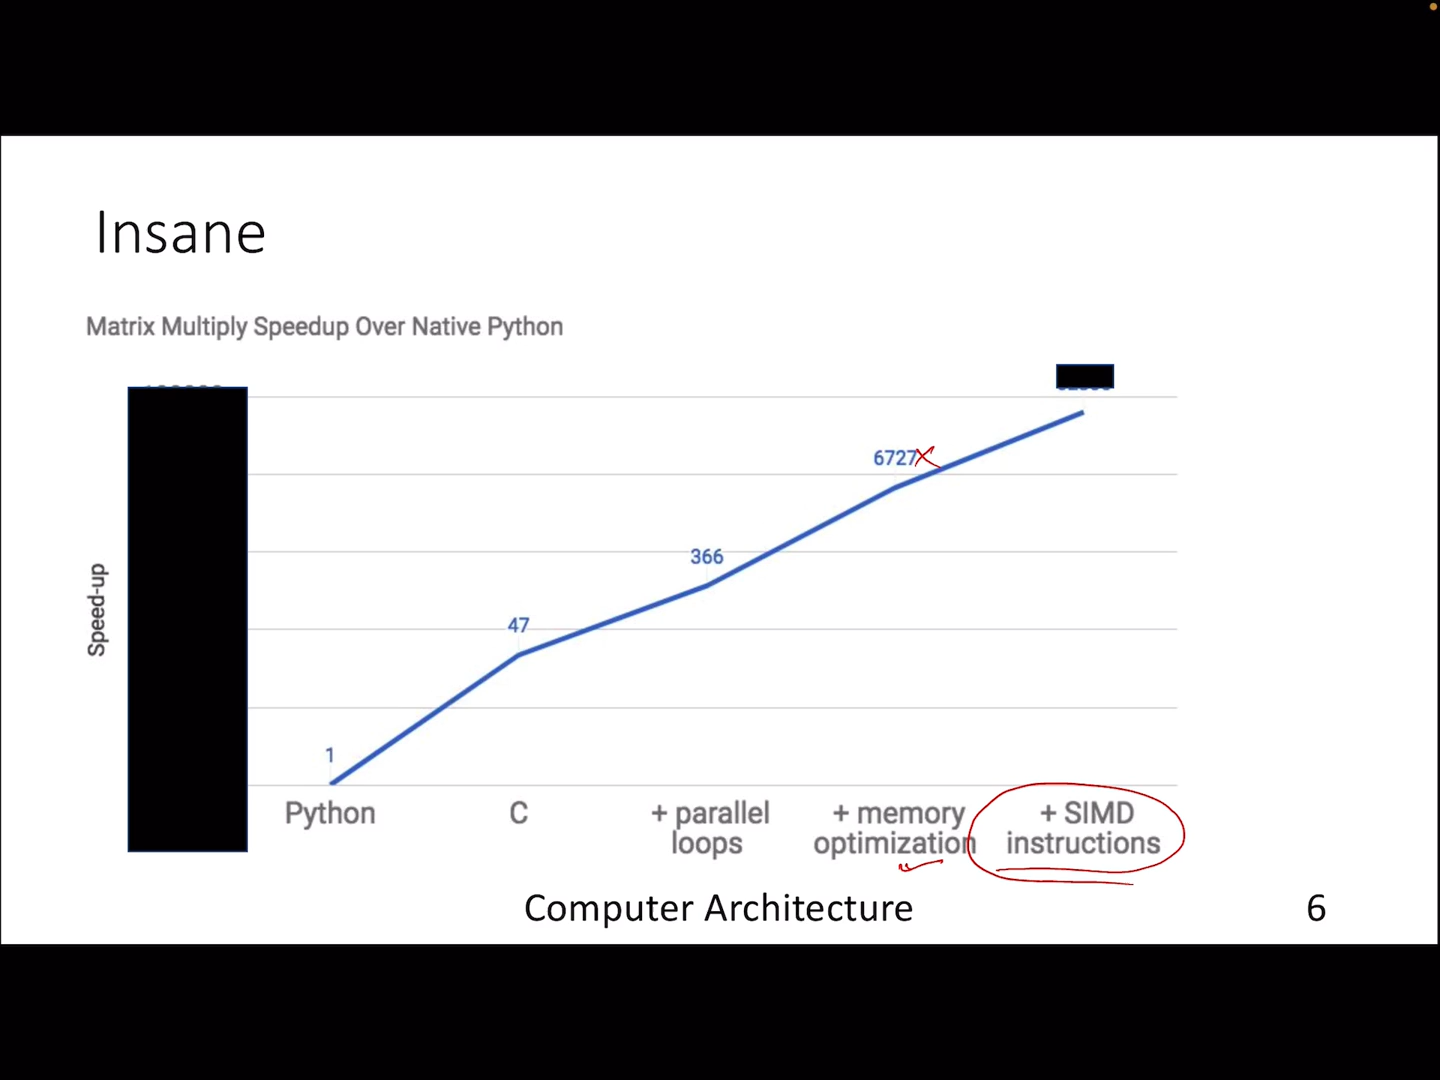 Insane
Matrix Multiply Speedup Over Native Python
Speed-up
1
47
366
6727x
Python
C
+ parallel
loops
+ memory
optimization
+ SIMD
instructions
Computer Architecture
6